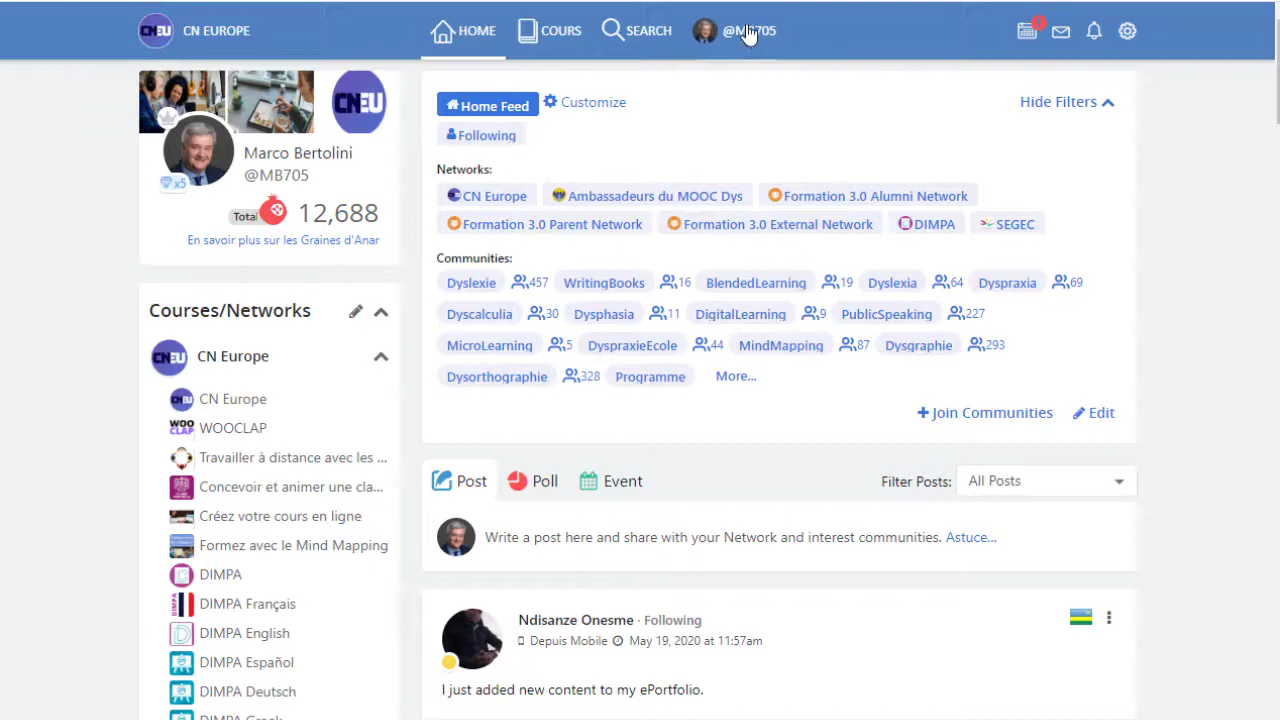 CNEU CN EUROPE HOME COURS SEARCH @MB705
CNEU
Marco Bertolini
@MB705
x5
Total 12,688
En savoir plus sur les Graines d'Anar
Courses/Networks
CNEU CN Europe
CNEU CN Europe
WOOCLAP WOOCLAP
Travailler à distance avec les ...
Concevoir et animer une cla...
Créez votre cours en ligne
Formez avec le Mind Mapping
DIMPA
DIMPA Français
DIMPA English
DIMPA Español
DIMPA Deutsch
Home Feed Customize Hide Filters
Following
Networks:
CN Europe Ambassadeurs du MOOC Dys Formation 3.0 Alumni Network
Formation 3.0 Parent Network Formation 3.0 External Network DIMPA SEGEC
Communities:
Dyslexie 457 WritingBooks 16 BlendedLearning 19 Dyslexia 64 Dyspraxia 69
Dyscalculia 30 Dysphasia 11 DigitalLearning 9 PublicSpeaking 227
MicroLearning 5 DyspraxieEcole 44 MindMapping 87 Dysgraphie 293
Dysorthographie 328 Programme More...
+ Join Communities Edit
Post Poll Event Filter Posts: All Posts
Write a post here and share with your Network and interest communities. Astuce...
Ndisanze Onesme · Following
Depuis Mobile May 19, 2020 at 11:57am
I just added new content to my ePortfolio.